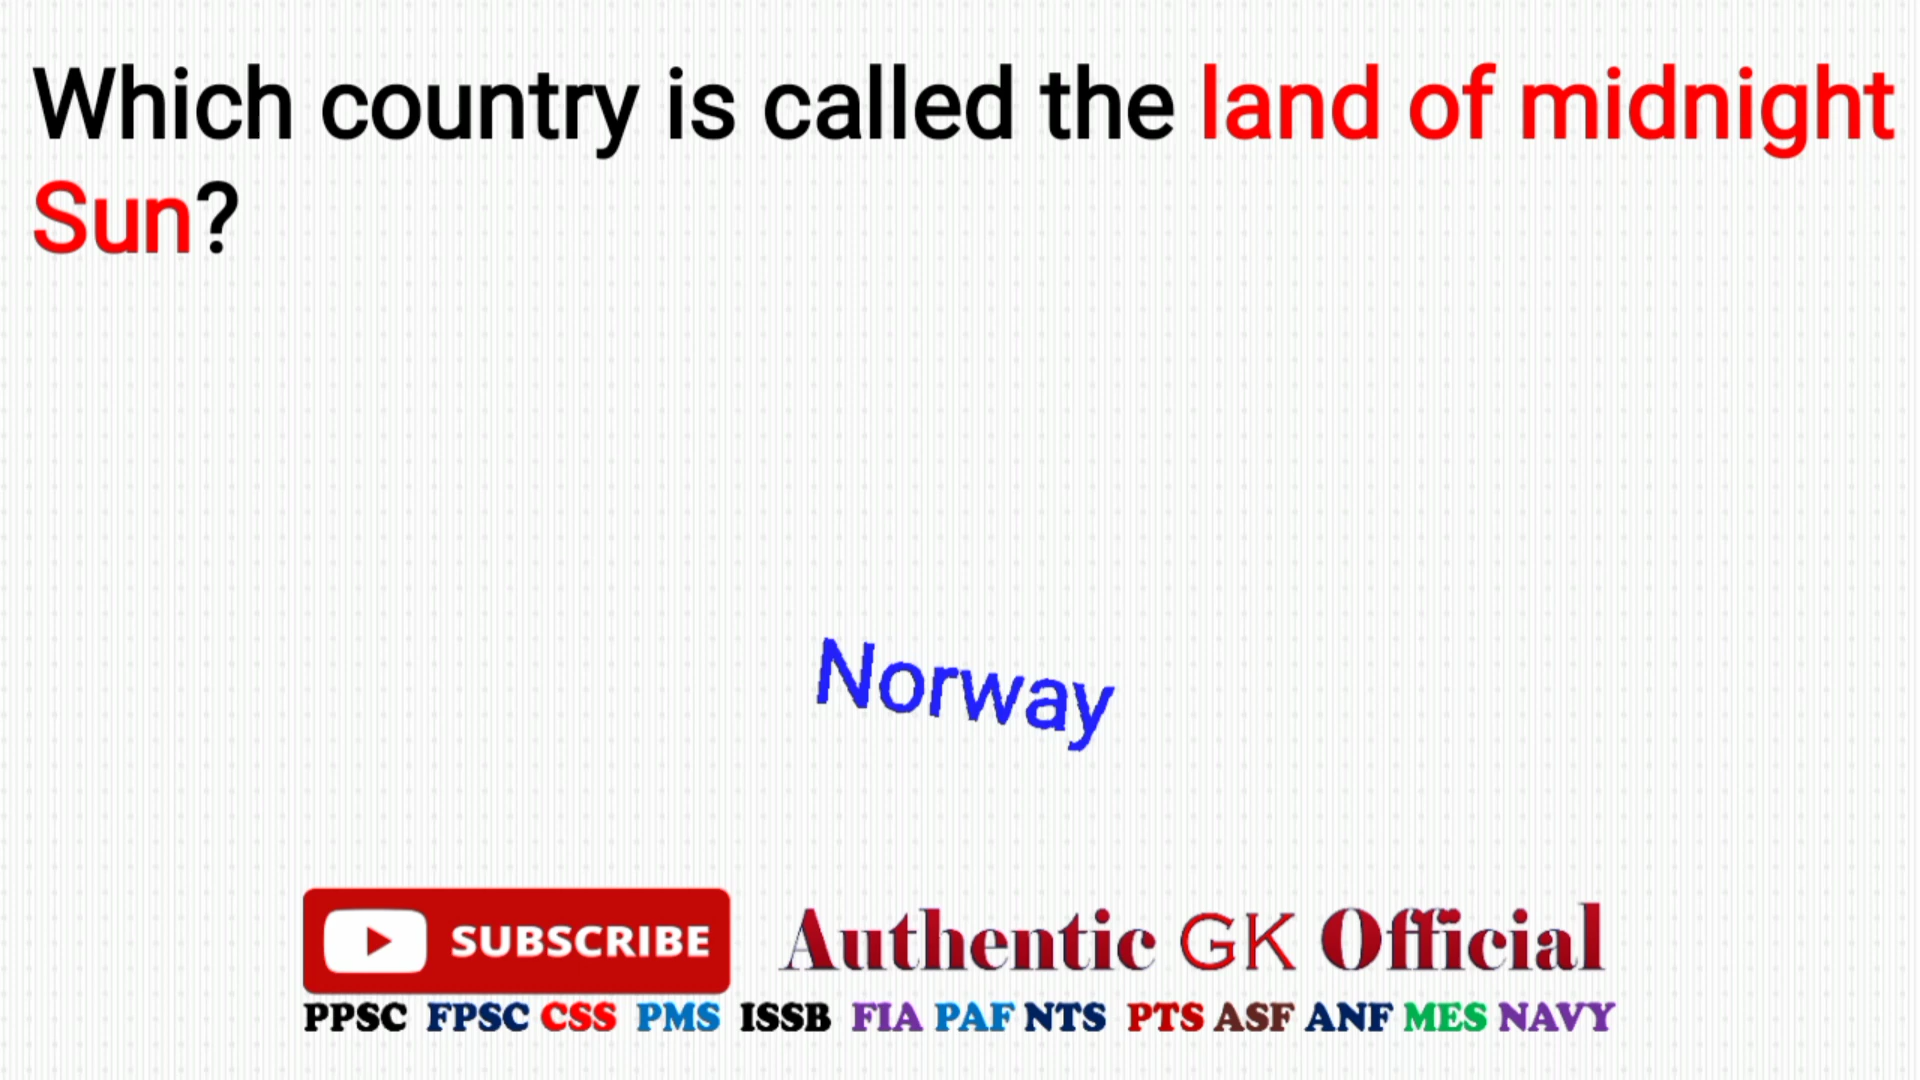 Which country is called the land of midnight
Sun?
Norway
SUBSCRIBE
Authentic GK Official
PPSC FPSC CSS PMS ISSB FIA PAF NTS PTS ASF ANF MES NAVY